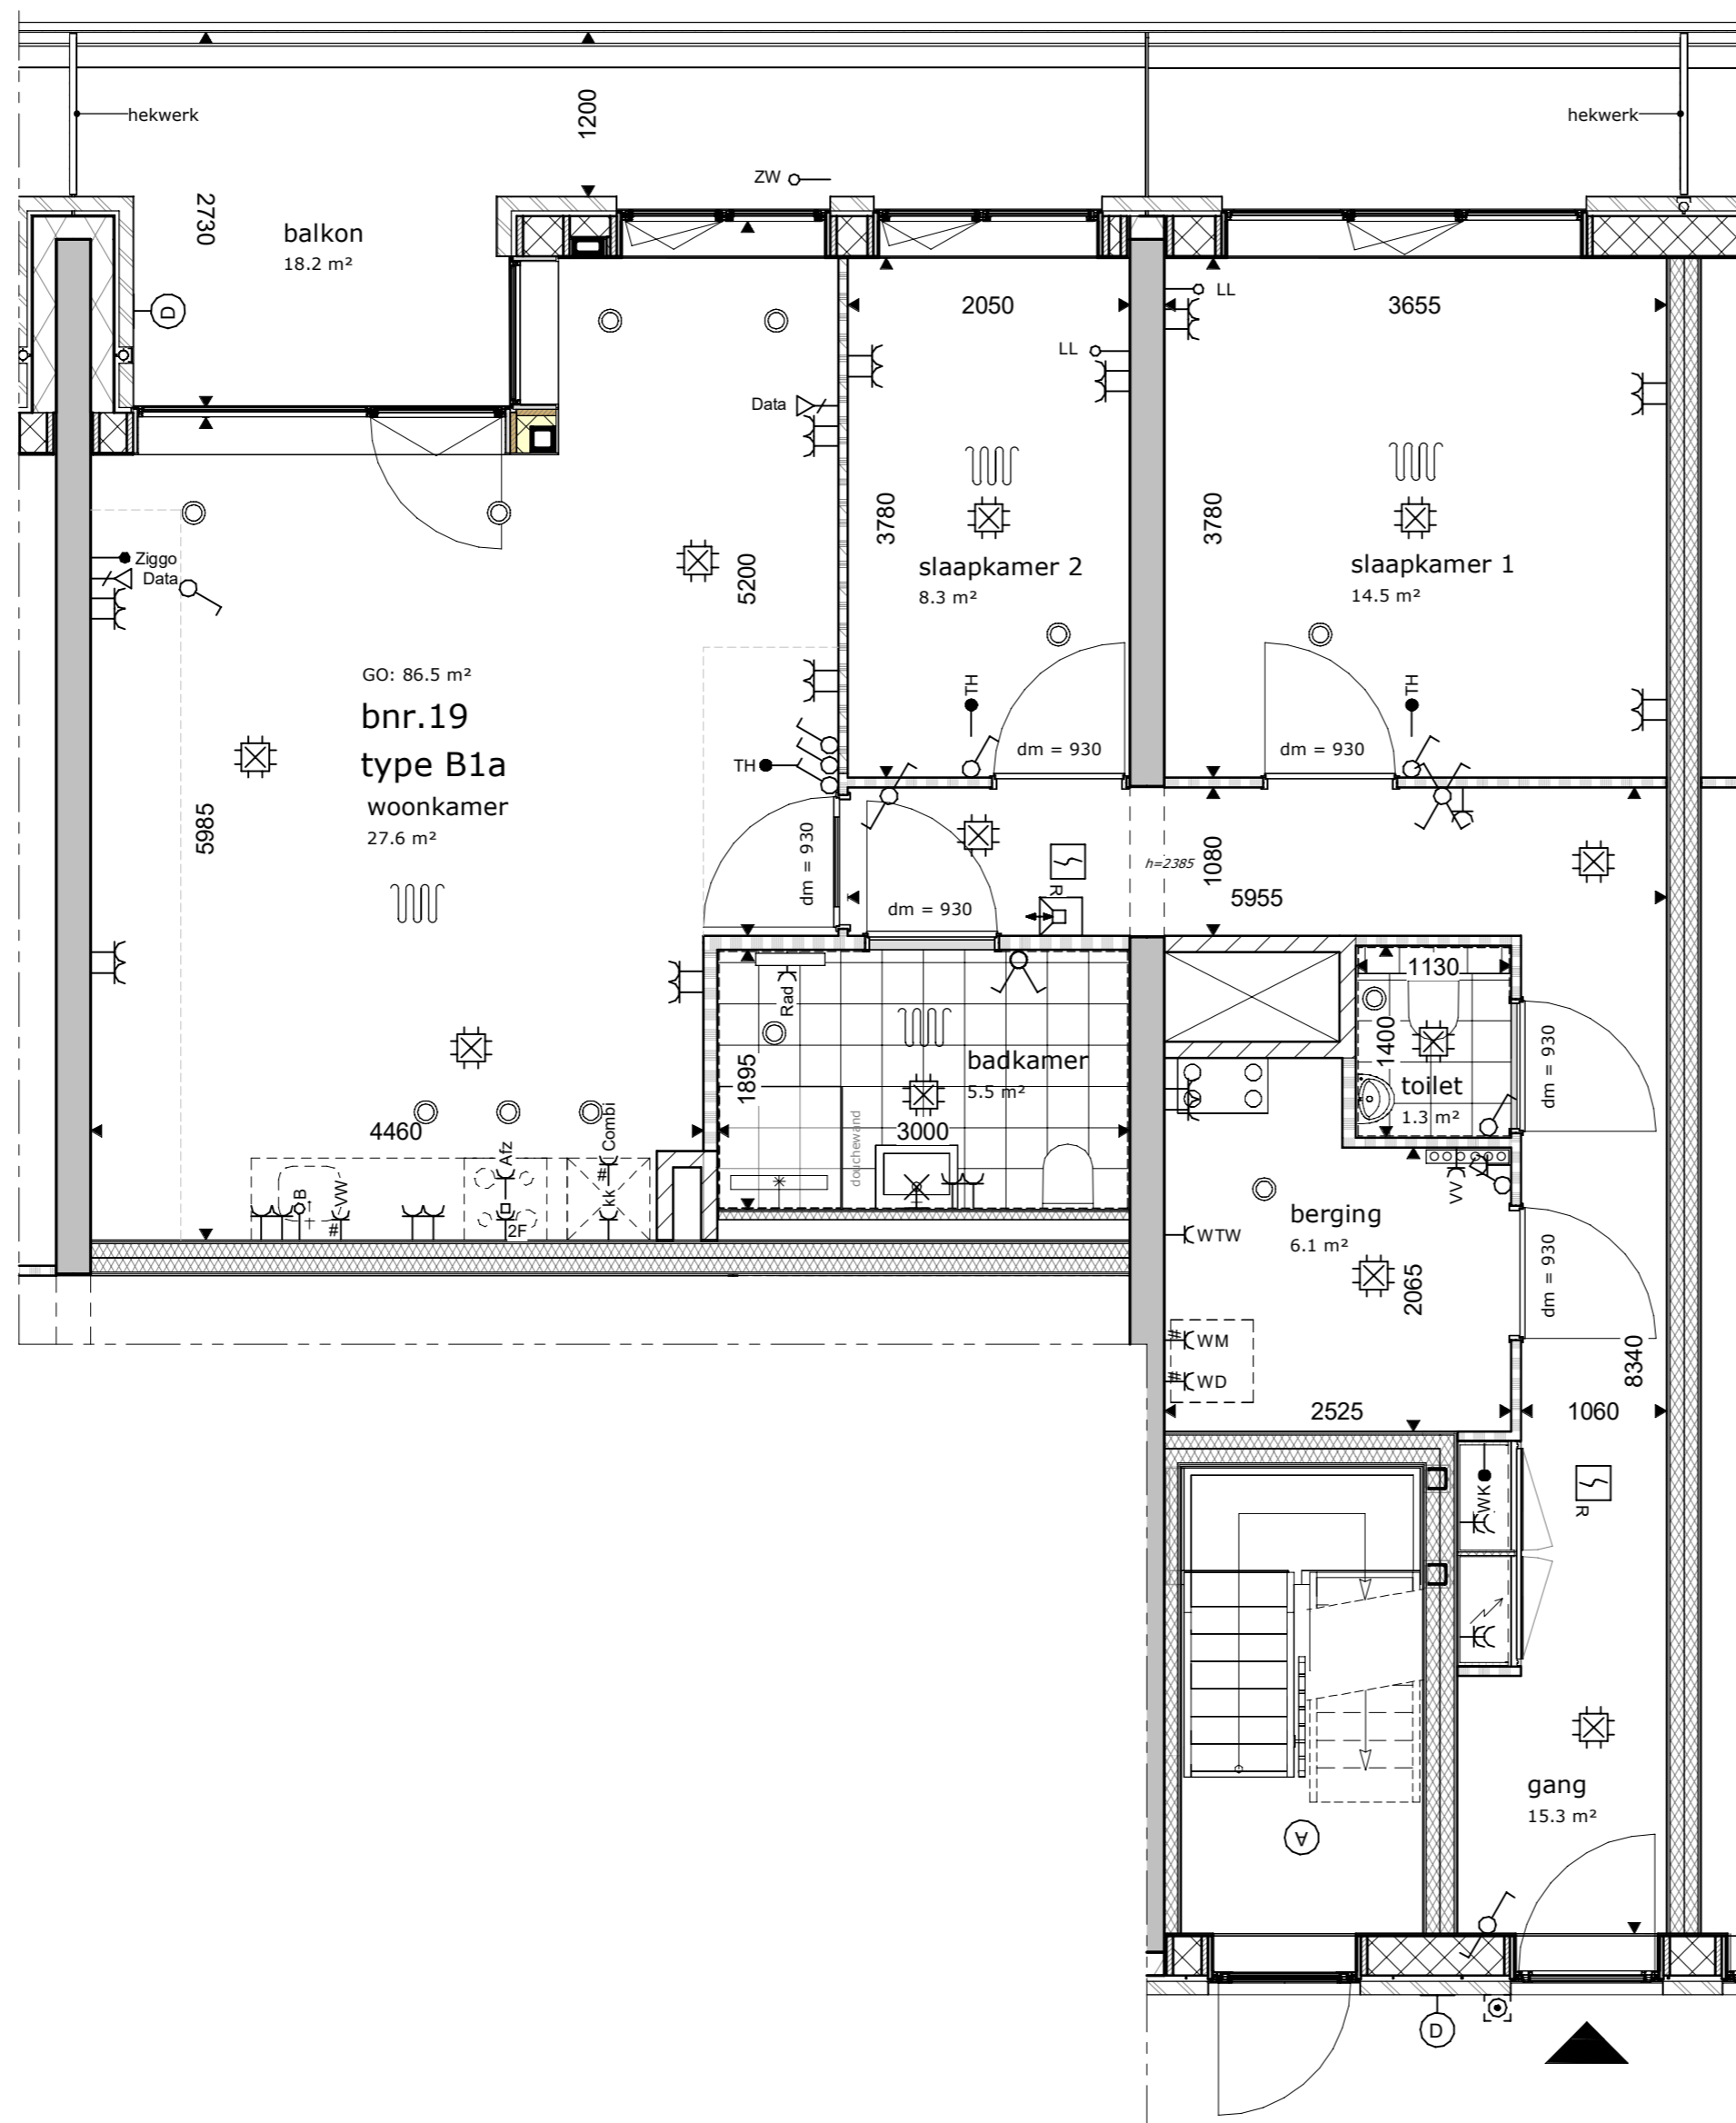 hekwerk
hekwerk
1200
ZW
2730
balkon
18.2 m²
D
LL
2050
3655
LL
Data
3780
3780
slaapkamer 2
8.3 m²
slaapkamer 1
14.5 m²
Ziggo
Data
5200
GO: 86.5 m²
bnr.19
type B1a
woonkamer
27.6 m²
TH
TH
TH
dm = 930
dm = 930
5985
dm = 930
dm = 930
R
h=2385
1080
5955
1130
Rad
1895
badkamer
5.5 m²
1400
toilet
1.3 m²
dm = 930
4460
Combi
Afz
douchewand
3000
B
#
VW
2F
#
kk
VV
berging
6.1 m²
WTW
2065
dm = 930
# WM
# WD
8340
2525
1060
WK
R
gang
15.3 m²
A
D